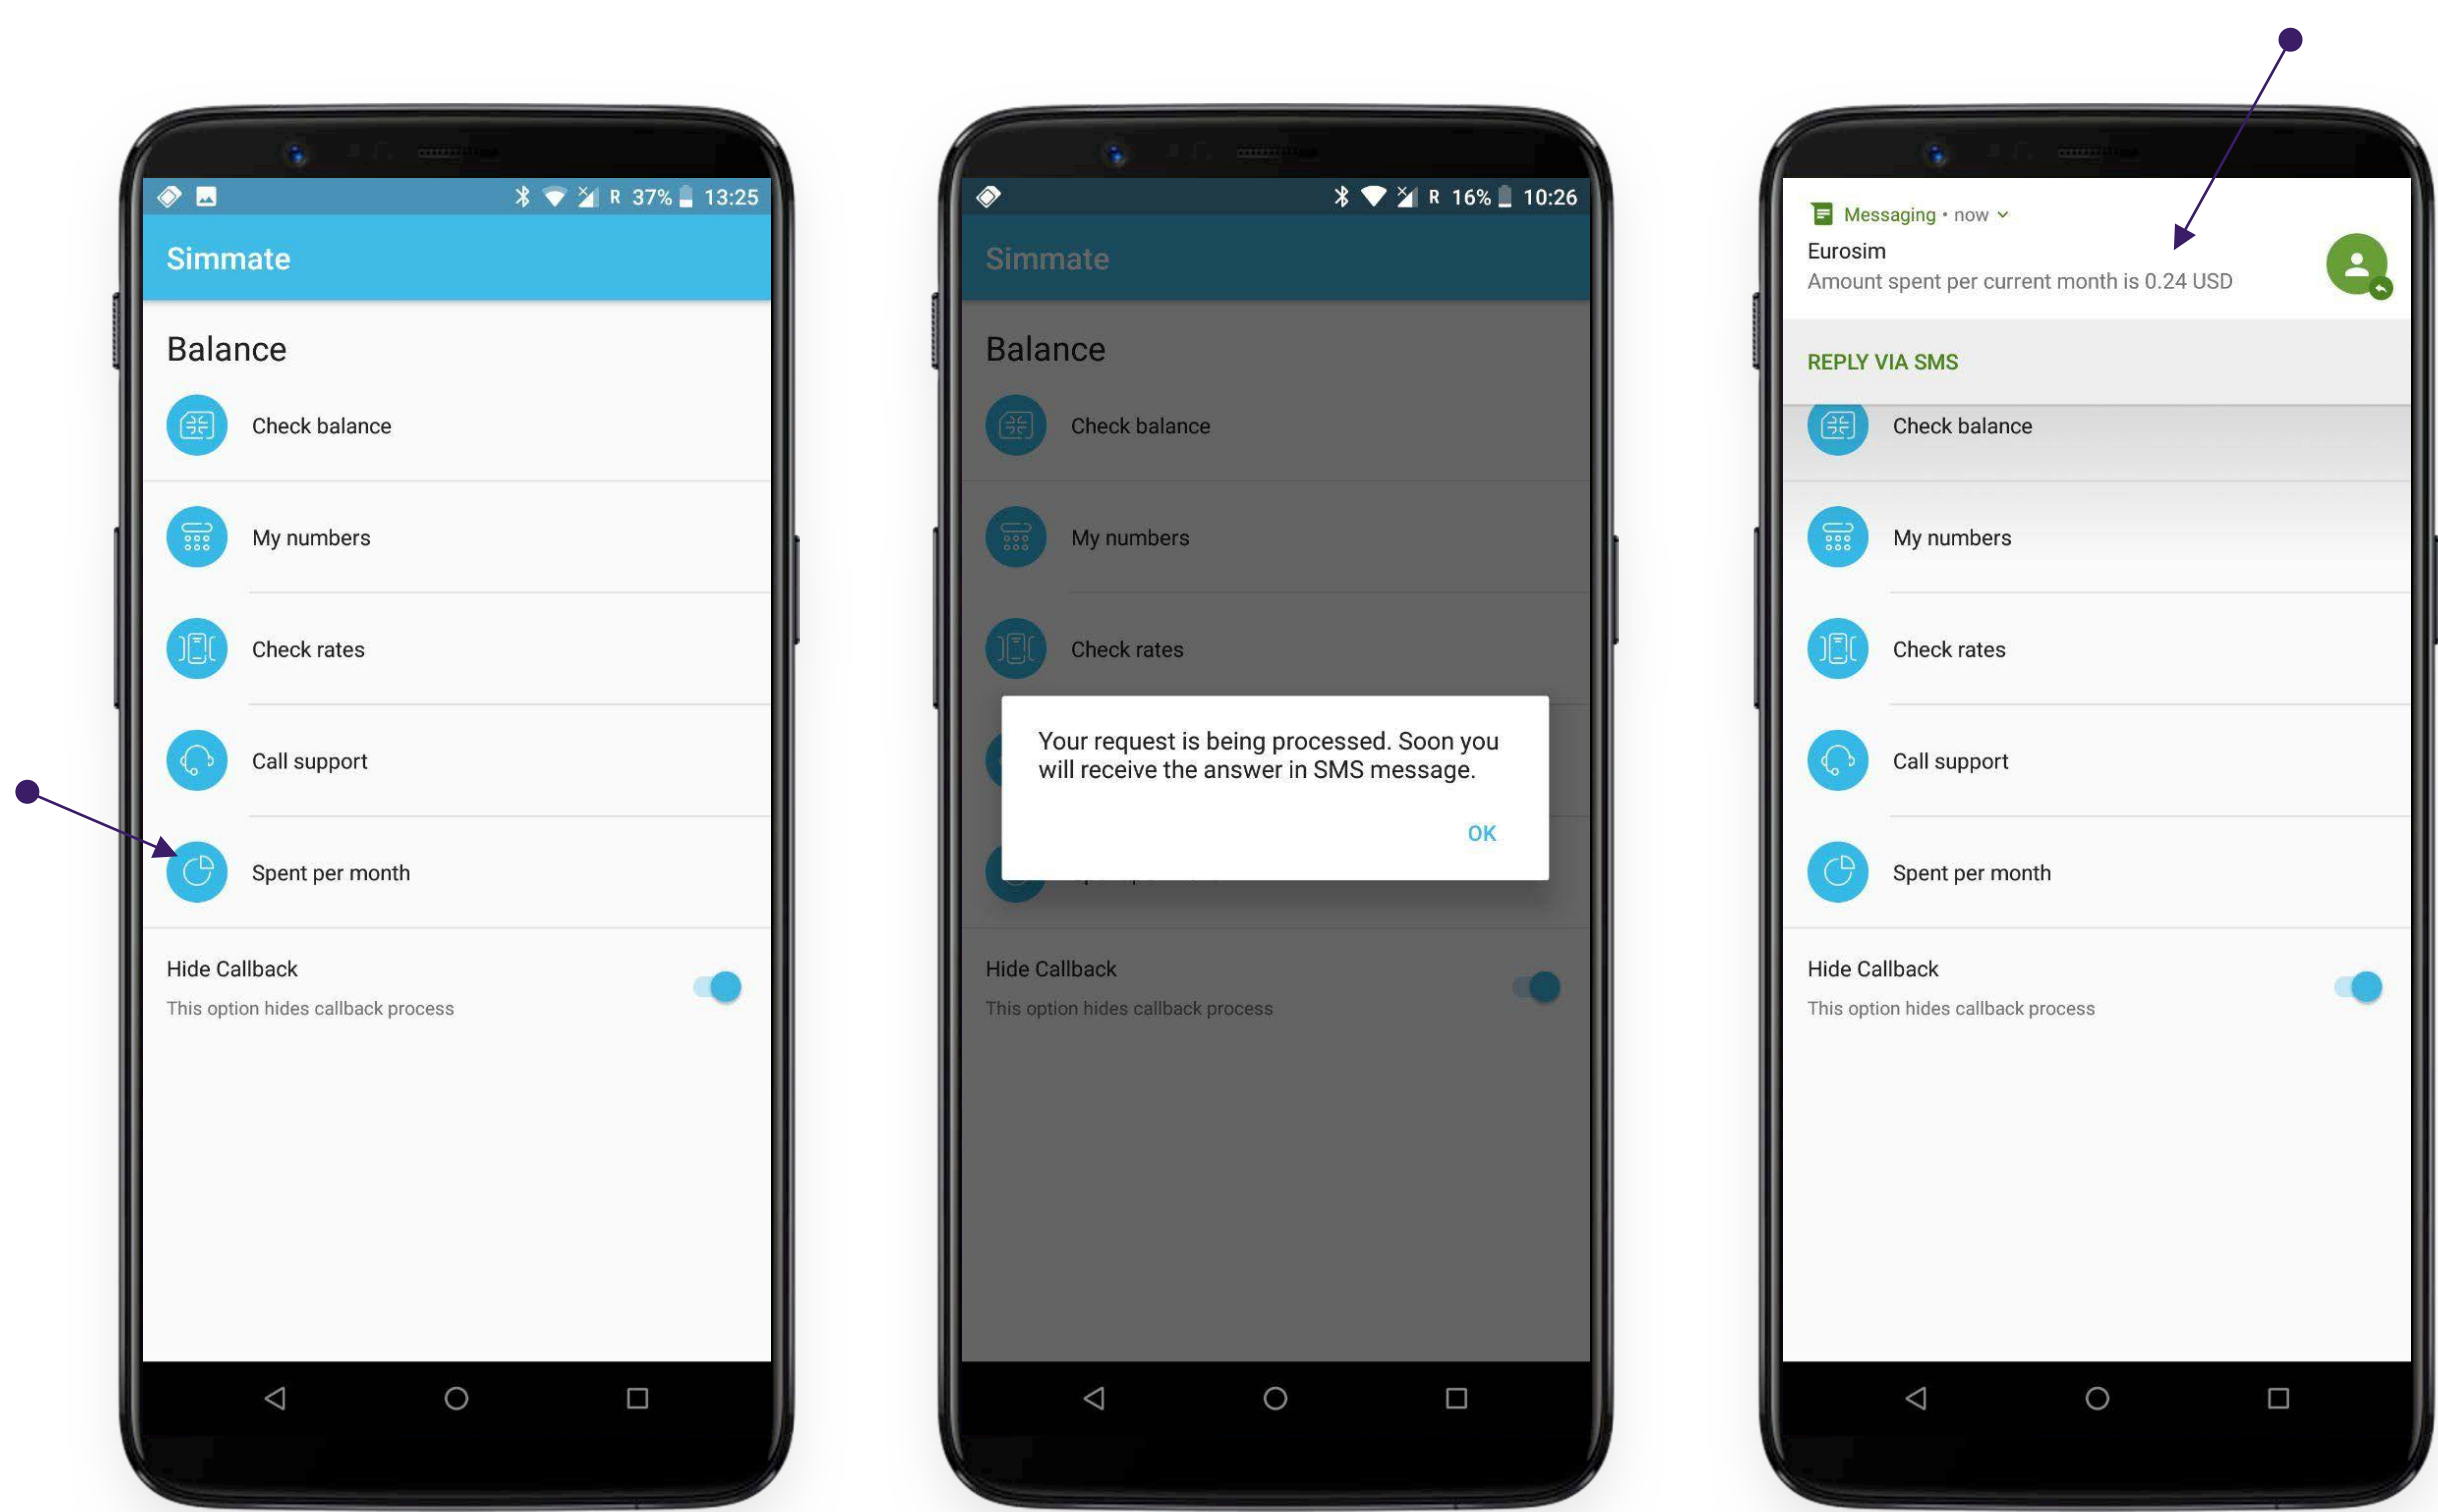 R 37% 13:25
Simmate
Balance
Check balance
My numbers
Check rates
Call support
Spent per month
Hide Callback
This option hides callback process
R 16% 10:26
Simmate
Balance
Check balance
My numbers
Check rates
Your request is being processed. Soon you
will receive the answer in SMS message.
OK
Hide Callback
This option hides callback process
Messaging • now
Eurosim
Amount spent per current month is 0.24 USD
REPLY VIA SMS
Check balance
My numbers
Check rates
Call support
Spent per month
Hide Callback
This option hides callback process